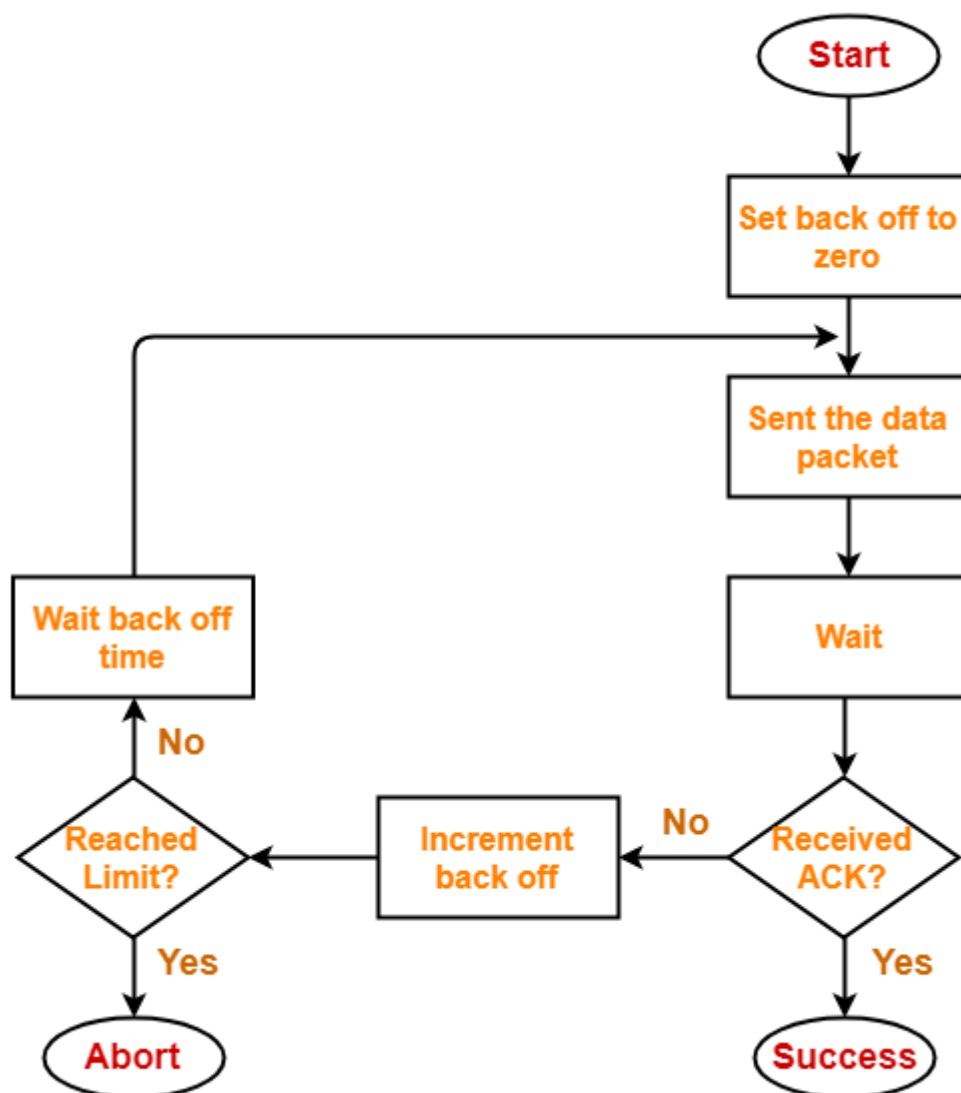 Start
Set back off to
zero
Sent the data
packet
Wait
Wait back off
time
No
Reached
Limit?
Increment
back off
No
Received
ACK?
Yes
Yes
Abort
Success